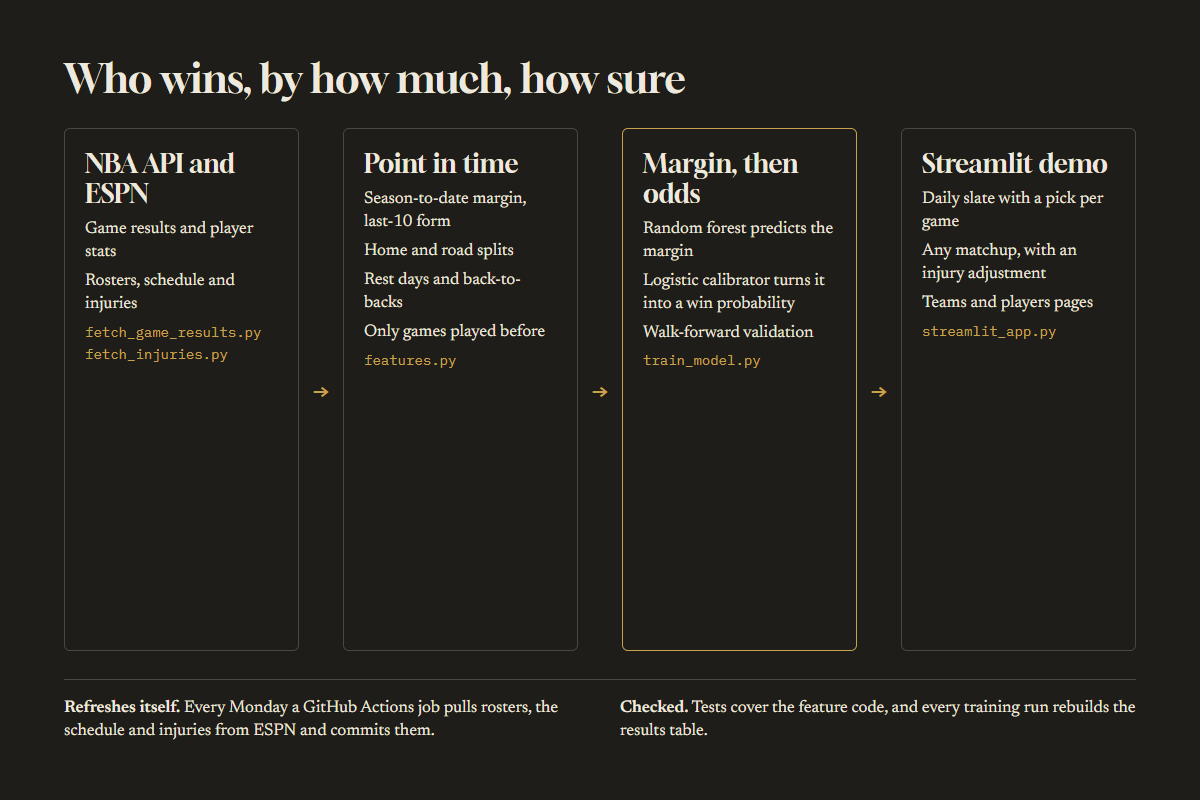 Who wins, by how much, how sure
NBA API and
ESPN
Game results and player
stats
Rosters, schedule and
injuries
fetch_game_results.py
fetch_injuries.py
→
Point in time
Season-to-date margin,
last-10 form
Home and road splits
Rest days and back-to-
backs
Only games played before
features.py
→
Margin, then
odds
Random forest predicts the
margin
Logistic calibrator turns it
into a win probability
Walk-forward validation
train_model.py
→
Streamlit demo
Daily slate with a pick per
game
Any matchup, with an
injury adjustment
Teams and players pages
streamlit_app.py
Refreshes itself. Every Monday a GitHub Actions job pulls rosters, the
schedule and injuries from ESPN and commits them.
Checked. Tests cover the feature code, and every training run rebuilds the
results table.